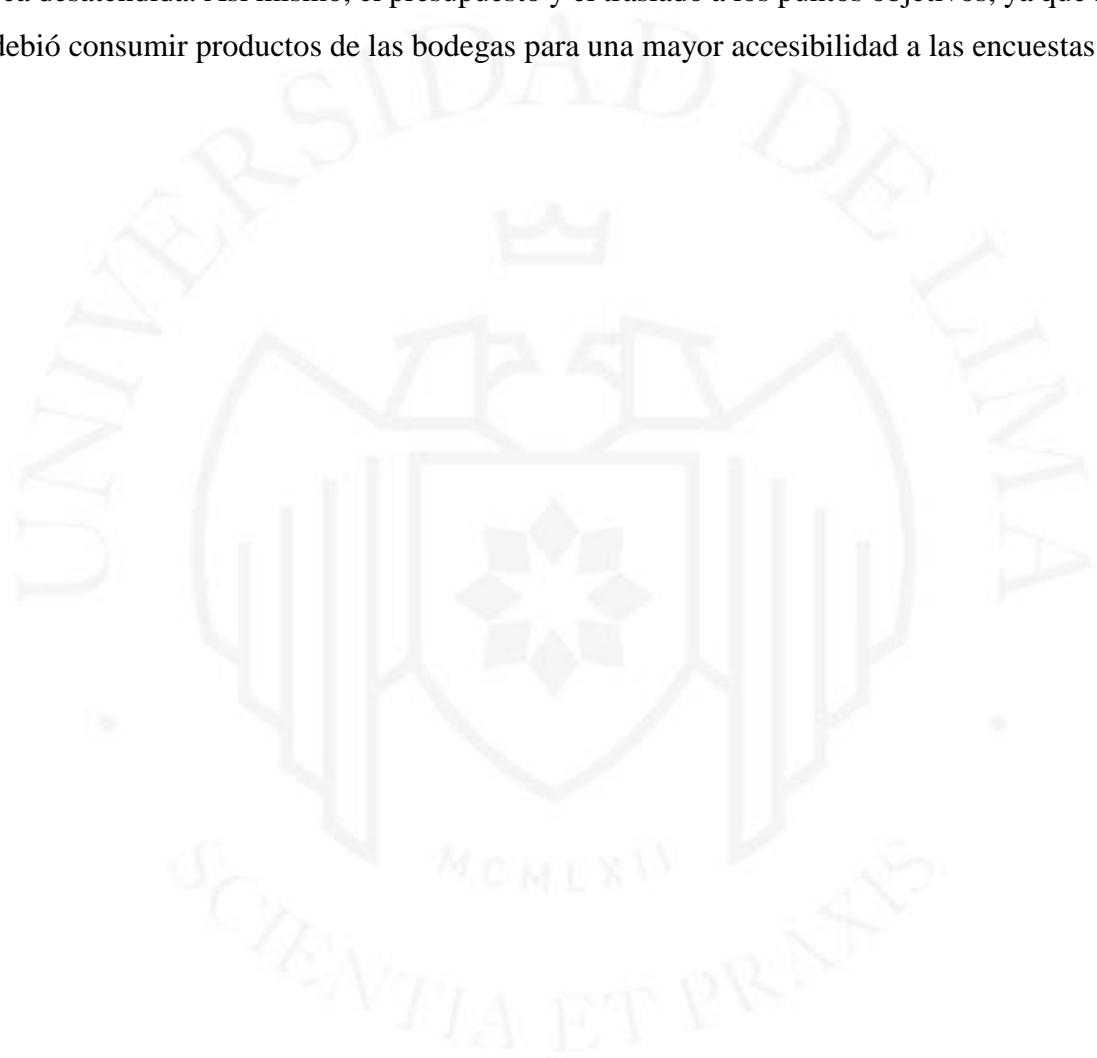 desatendida. Así mismo, el presupuesto y el traslado a los puntos objetivos, ya que
debió consumir productos de las bodegas para una mayor accesibilidad a las encuestas
UNIVERSIDAD DE LIMA
MCMLXII
SCIENTIA ET PRAXIS